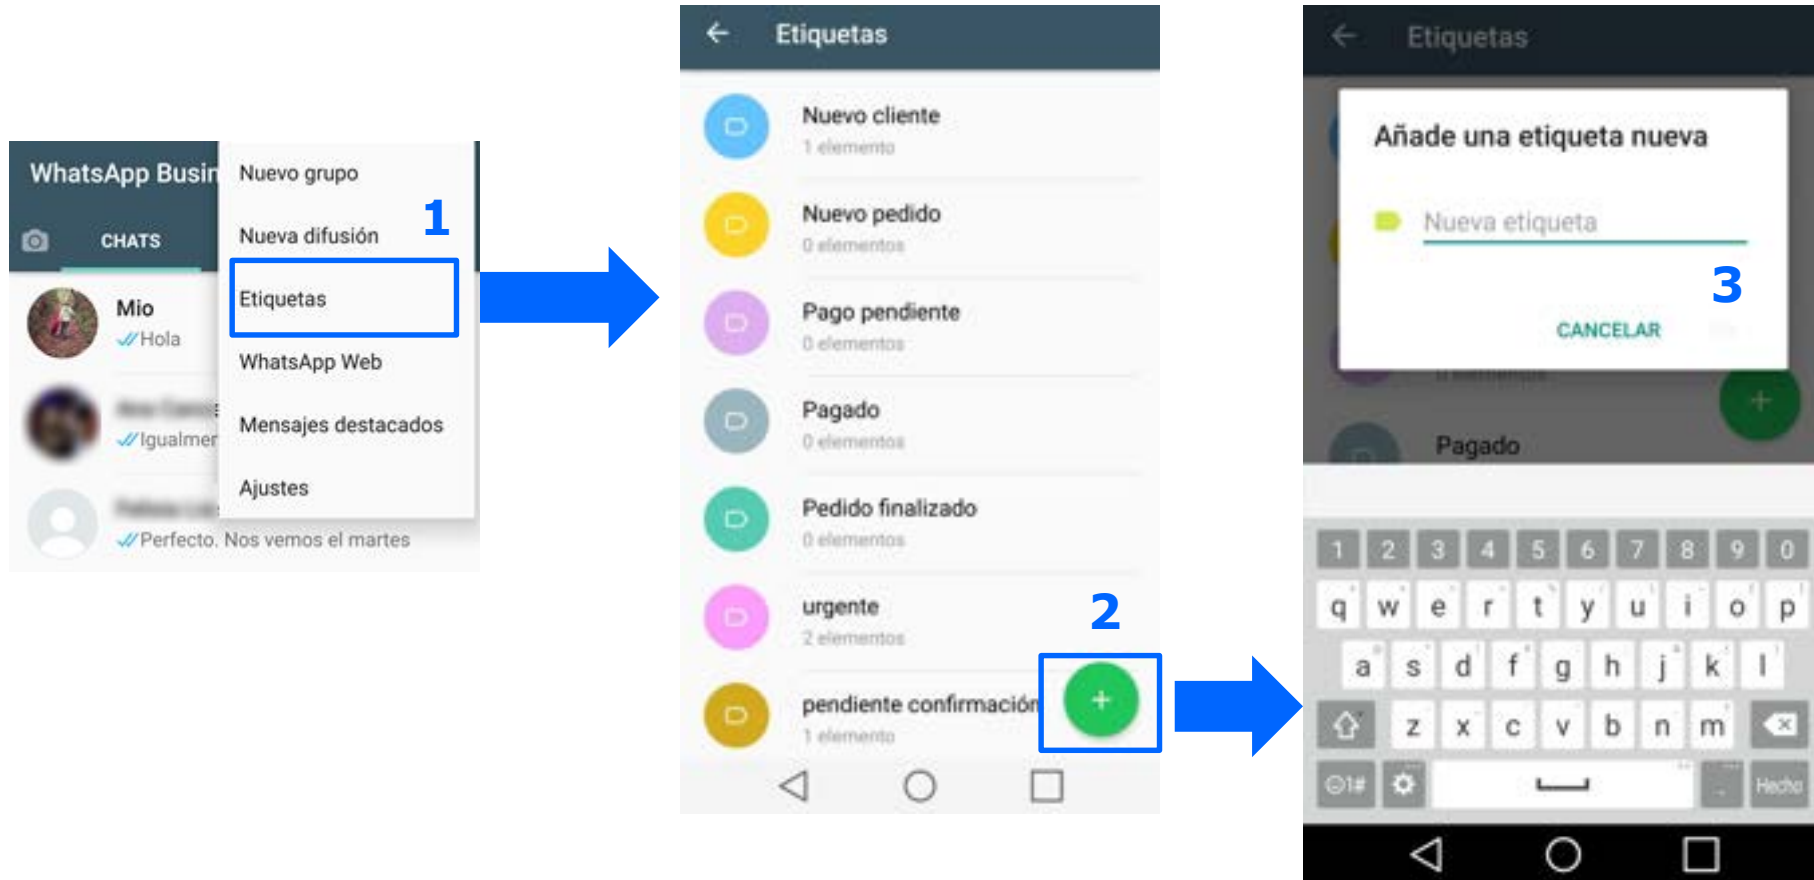 WhatsApp Busin
CHATS
Mio
Hola
Igualmer
Perfecto. Nos vemos el martes
Nuevo grupo
Nueva difusión
Etiquetas
WhatsApp Web
Mensajes destacados
Ajustes
1
Etiquetas
Nuevo cliente
1 elemento
Nuevo pedido
0 elementos
Pago pendiente
0 elementos
Pagado
0 elementos
Pedido finalizado
0 elementos
urgente
2 elementos
pendiente confirmación
1 elemento
2
Etiquetas
Añade una etiqueta nueva
Nueva etiqueta
3
CANCELAR
Pagado
1 2 3 4 5 6 7 8 9 0
q w e r t y u i o p
a s d f g h j k l
z x c v b n m
1# Hecho